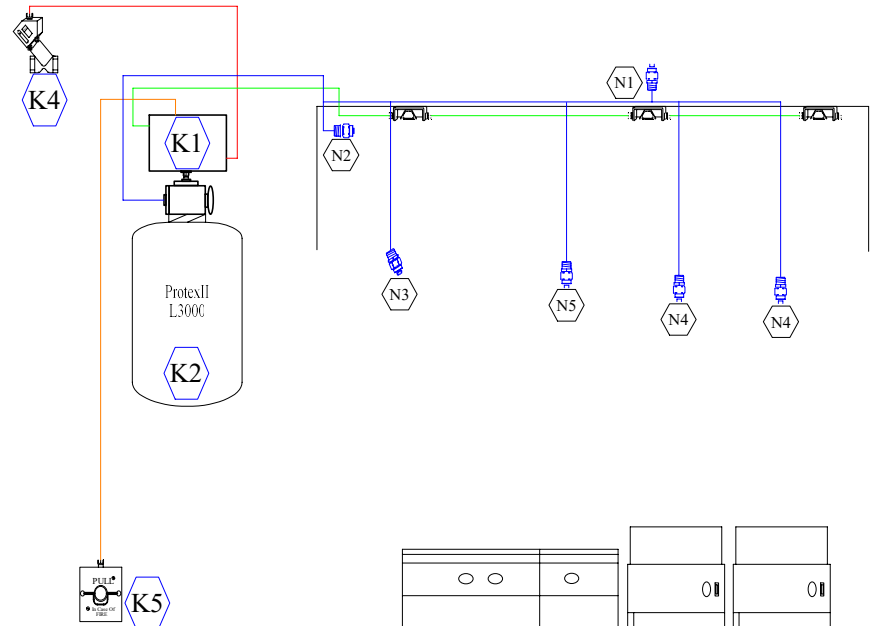 K4
K1
N1
N2
ProtexII
L3000
K2
N3
N5
N4
N4
PULL
In Case Of
FIRE
K5